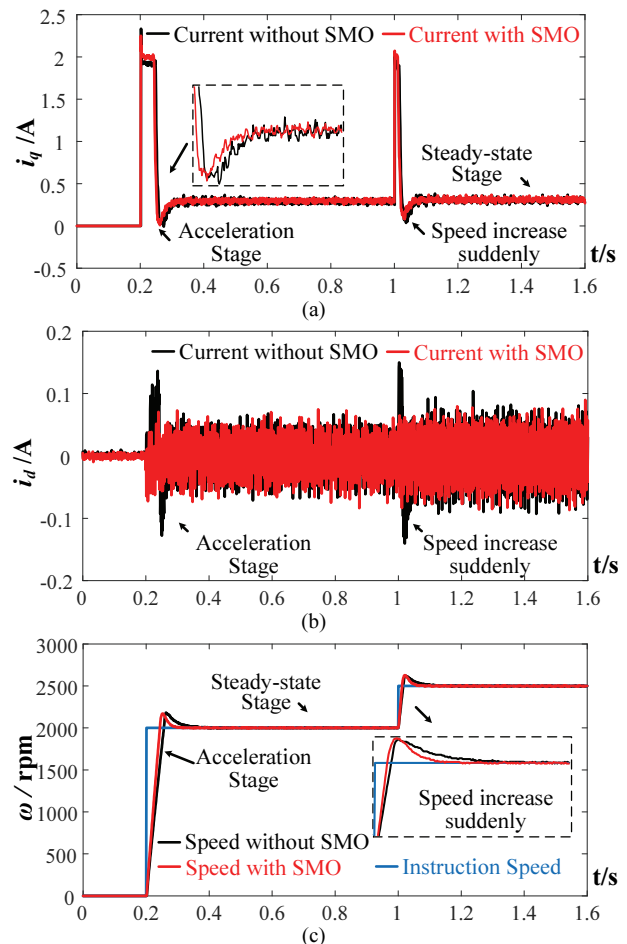 2.5
Current without SMO
Current with SMO
2
1.5
1
0.5
0
-0.5
i_q /A
Steady-state
Stage
Acceleration
Stage
Speed increase
suddenly
t/s
0 0.2 0.4 0.6 0.8 1 1.2 1.4 1.6
(a)
0.2
Current without SMO
Current with SMO
0.1
0
-0.1
-0.2
i_d /A
Acceleration
Stage
Speed increase
suddenly
t/s
0 0.2 0.4 0.6 0.8 1 1.2 1.4 1.6
(b)
3000
2500
2000
1500
1000
500
0
ω / rpm
Steady-state
Stage
Acceleration
Stage
Speed increase
suddenly
Speed without SMO
Speed with SMO
Instruction Speed
t/s
0 0.2 0.4 0.6 0.8 1 1.2 1.4 1.6
(c)